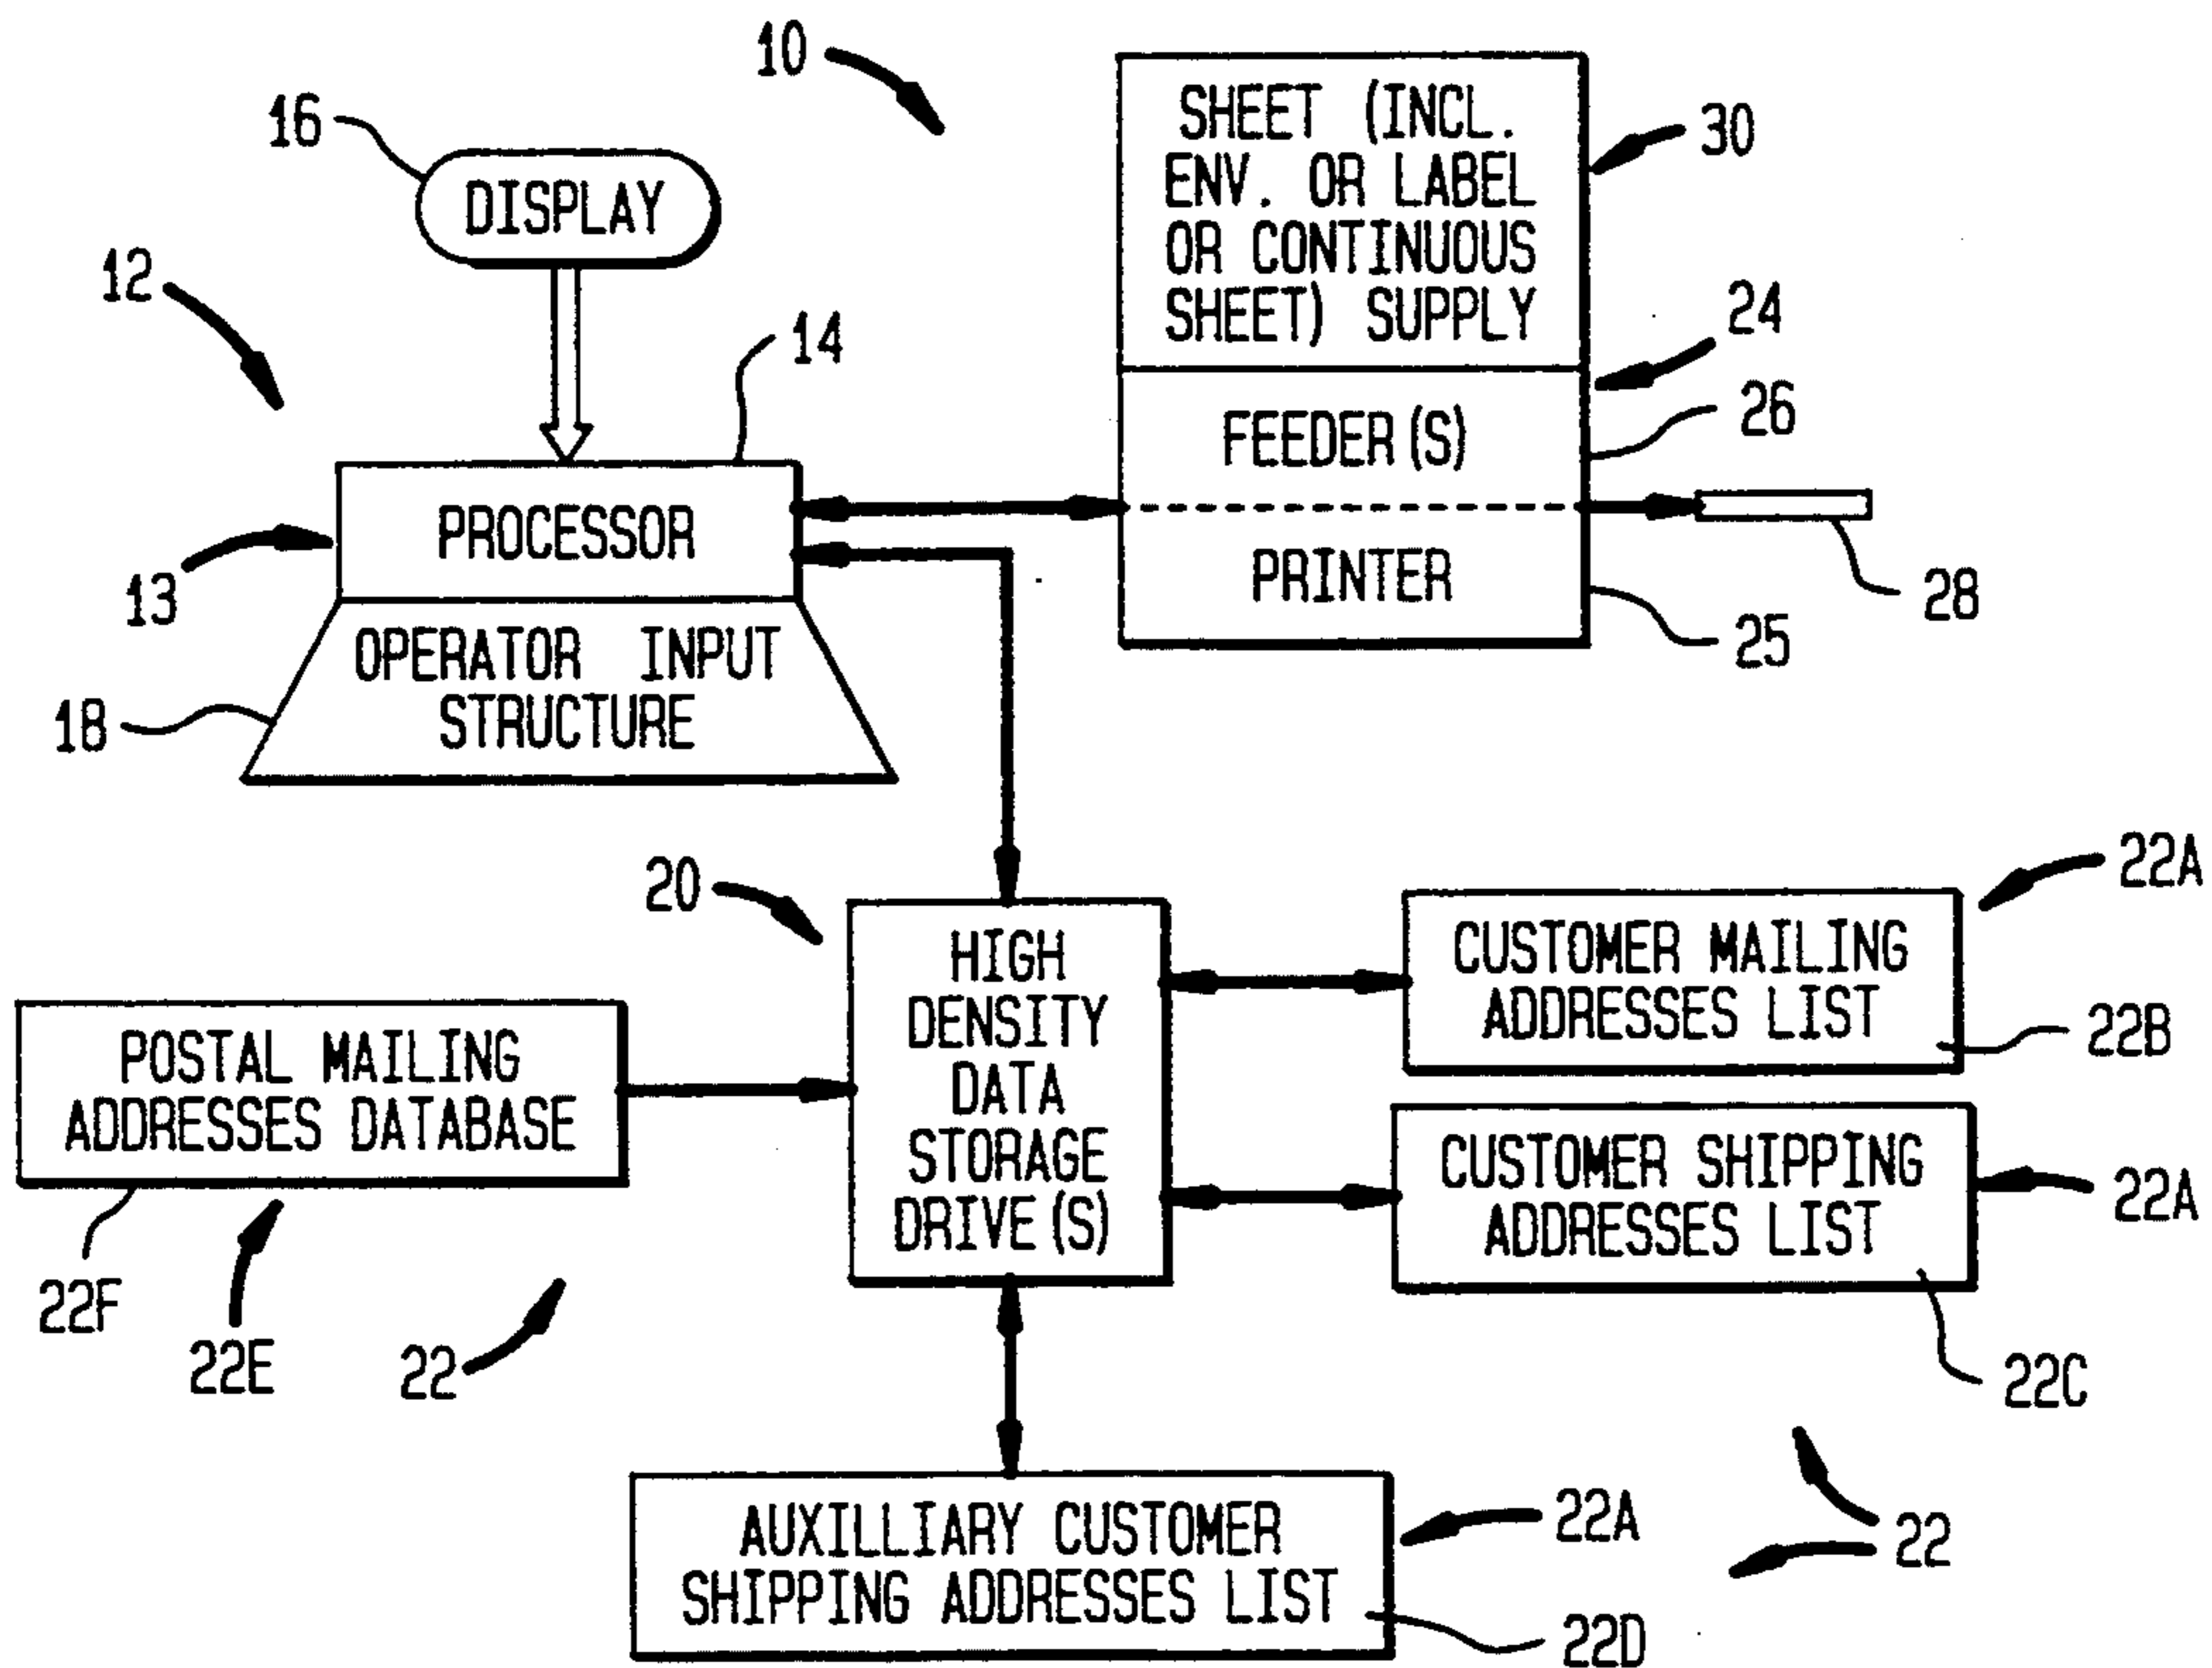 10
SHEET (INCL.
ENV. OR LABEL
OR CONTINUOUS
SHEET) SUPPLY
30
16
DISPLAY
12
14
24
FEEDER(S)
26
PROCESSOR
13
PRINTER
28
25
OPERATOR INPUT
STRUCTURE
18
20
HIGH
DENSITY
DATA
STORAGE
DRIVE(S)
22A
CUSTOMER MAILING
ADDRESSES LIST
22B
POSTAL MAILING
ADDRESSES DATABASE
22F
22E
22
CUSTOMER SHIPPING
ADDRESSES LIST
22A
22C
AUXILLIARY CUSTOMER
SHIPPING ADDRESSES LIST
22A
22D
22